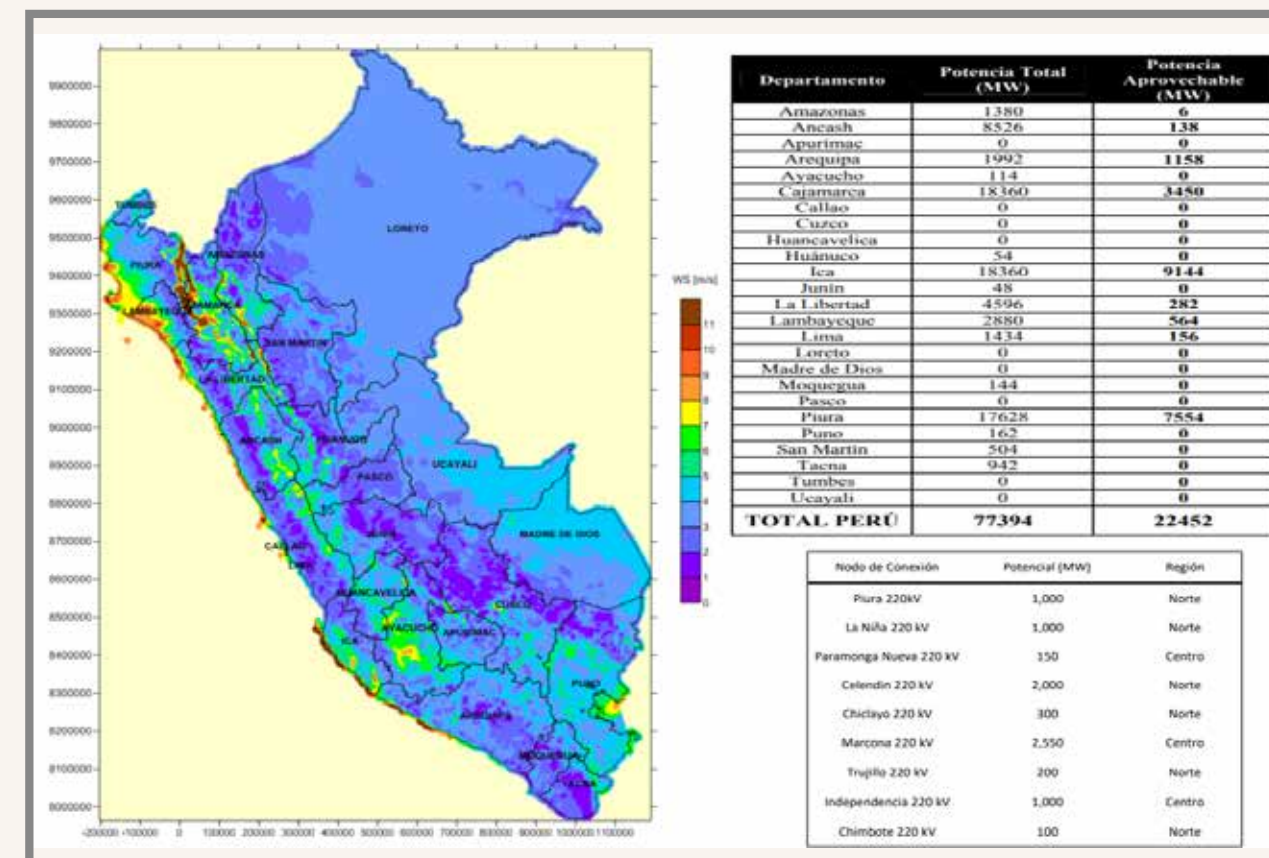 9900000
9800000
9700000
9600000
9500000
9400000
9300000
9200000
9100000
9000000
8900000
8800000
8700000
8600000
8500000
8400000
8300000
8200000
8100000
8000000
-200000 -100000 0 100000 200000 300000 400000 500000 600000 700000 800000 900000 1000000 1100000
TUMBES
LORETO
PIURA
AMAZONAS
LAMBAYEQUE
SAN MARTIN
LA LIBERTAD
ANCASH
HUANUCO
UCAYALI
PASCO
JUNIN
MADRE DE DIOS
CALLAO
LIMA
HUANCAVELICA
CUSCO
AYACUCHO
APURIMAC
ICA
PUNO
AREQUIPA
MOQUEGUA
TACNA
WS [m/s]
11
10
9
8
7
6
5
4
3
2
1
0
Departamento Potencia Total (MW) Potencia Aprovechable (MW)
Amazonas 1380 6
Ancash 8526 138
Apurímac 0 0
Arequipa 1992 1158
Ayacucho 114 0
Cajamarca 18360 3450
Callao 0 0
Cuzco 0 0
Huancavelica 0 0
Huánuco 54 0
Ica 18360 9144
Junín 48 0
La Libertad 4596 282
Lambayeque 2880 564
Lima 1434 156
Loreto 0 0
Madre de Dios 0 0
Moquegua 144 0
Pasco 0 0
Piura 17628 7554
Puno 162 0
San Martín 504 0
Tacna 942 0
Tumbes 0 0
Ucayali 0 0
TOTAL PERÚ 77394 22452
Nodo de Conexión Potencial (MW) Región
Piura 220kV 1,000 Norte
La Niña 220 kV 1,000 Norte
Paramonga Nueva 220 kV 150 Centro
Celendin 220 kV 2,000 Norte
Chiclayo 220 kV 300 Norte
Marcona 220 kV 2,550 Centro
Trujillo 220 kV 200 Norte
Independencia 220 kV 1,000 Centro
Chimbote 220 kV 100 Norte